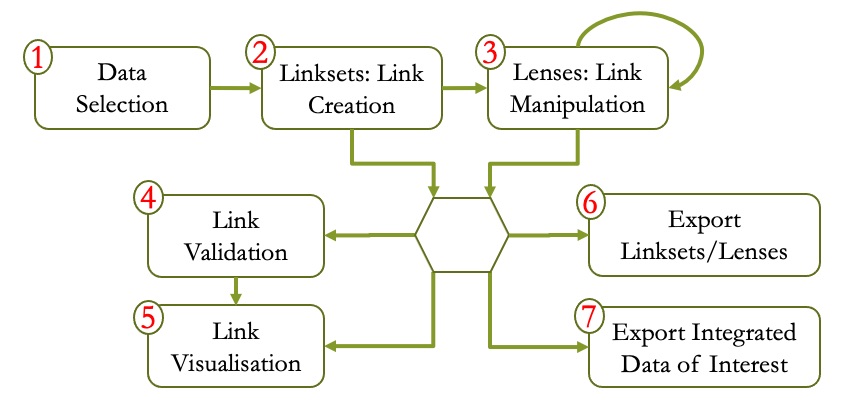 1
Data
Selection
2
Linksets: Link
Creation
3
Lenses: Link
Manipulation
4
Link
Validation
5
Link
Visualisation
6
Export
Linksets/Lenses
7
Export Integrated
Data of Interest